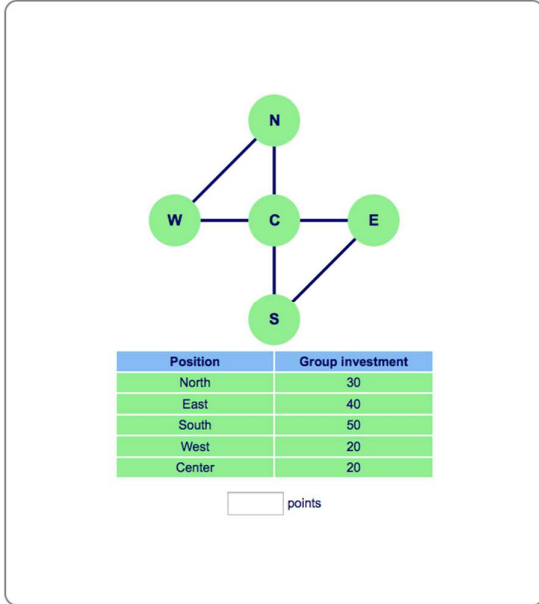 N
W C E
S
Position Group investment
North 30
East 40
South 50
West 20
Center 20
points